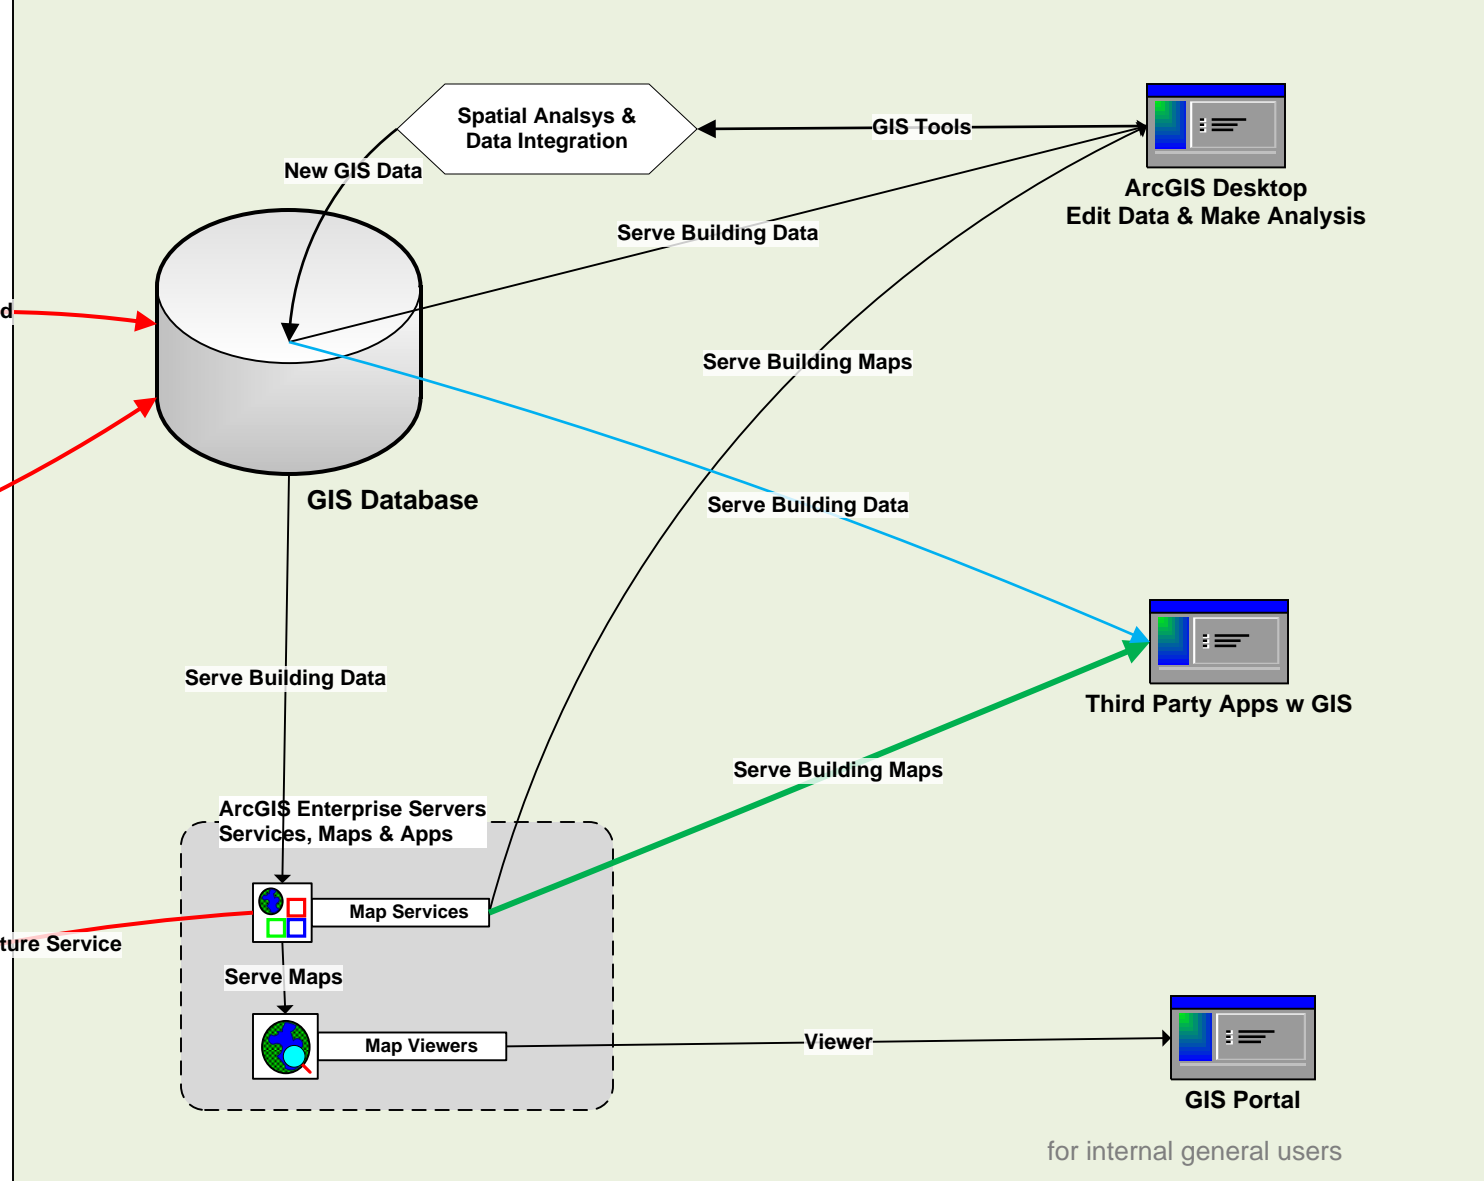 Spatial Analsys &
Data Integration
GIS Tools
New GIS Data
ArcGIS Desktop
Edit Data & Make Analysis
Serve Building Data
d
Serve Building Maps
GIS Database
Serve Building Data
Serve Building Data
Third Party Apps w GIS
Serve Building Maps
ArcGIS Enterprise Servers
Services, Maps & Apps
Map Services
ture Service
Serve Maps
Map Viewers
Viewer
GIS Portal
for internal general users